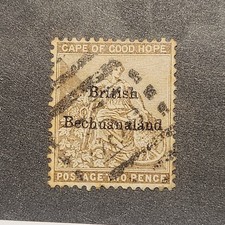 CAPE OF GOOD HOPE
British
Bechuanaland
POSTAGE TWO PENCE